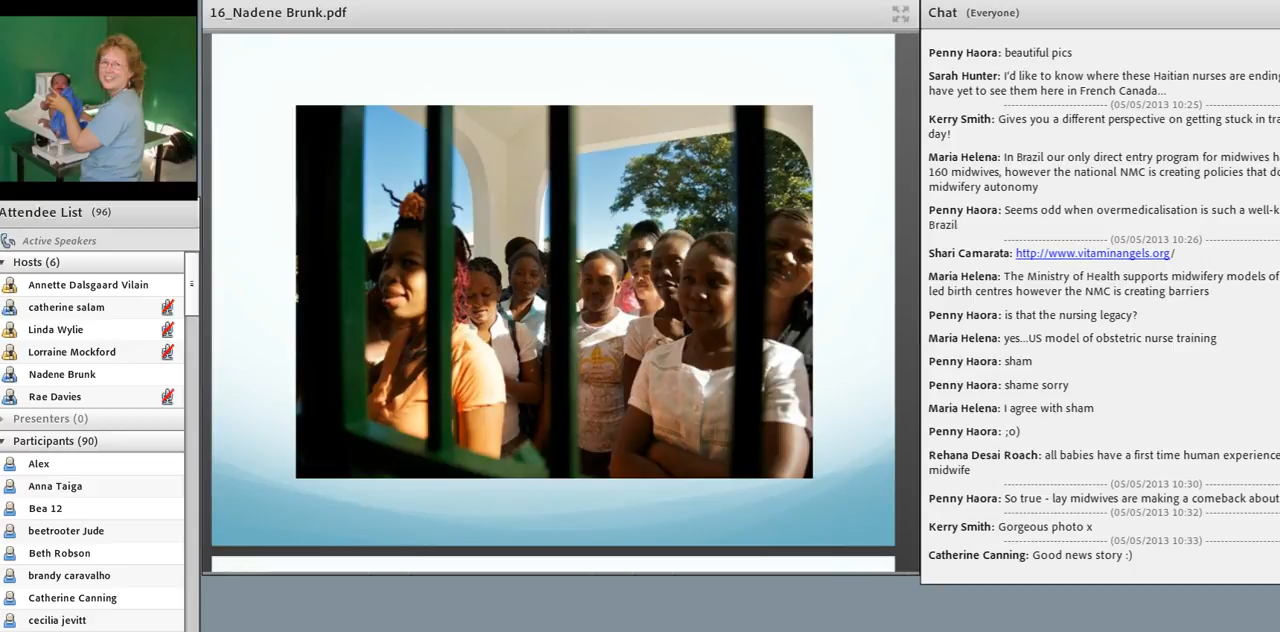 16_Nadene Brunk.pdf
Attendee List (96)
Active Speakers
Hosts (6)
Annette Dalsgaard Vilain
catherine salam
Linda Wylie
Lorraine Mockford
Nadene Brunk
Rae Davies
Presenters (0)
Participants (90)
Alex
Anna Taiga
Bea 12
beetrooter Jude
Beth Robson
brandy caravalho
Catherine Canning
cecilia jevitt
Chat (Everyone)
Penny Haora: beautiful pics
Sarah Hunter: I'd like to know where these Haitian nurses are ending
have yet to see them here in French Canada...
(05/05/2013 10:25)
Kerry Smith: Gives you a different perspective on getting stuck in tra
day!
Maria Helena: In Brazil our only direct entry program for midwives h
160 midwives, however the national NMC is creating policies that do
midwifery autonomy
Penny Haora: Seems odd when overmedicalisation is such a well-k
Brazil
(05/05/2013 10:26)
Shari Camarata: http://www.vitaminangels.org/
Maria Helena: The Ministry of Health supports midwifery models of
led birth centres however the NMC is creating barriers
Penny Haora: is that the nursing legacy?
Maria Helena: yes...US model of obstetric nurse training
Penny Haora: sham
Penny Haora: shame sorry
Maria Helena: I agree with sham
Penny Haora: ;o)
Rehana Desai Roach: all babies have a first time human experience
midwife
(05/05/2013 10:30)
Penny Haora: So true - lay midwives are making a comeback about
(05/05/2013 10:32)
Kerry Smith: Gorgeous photo x
(05/05/2013 10:33)
Catherine Canning: Good news story :)